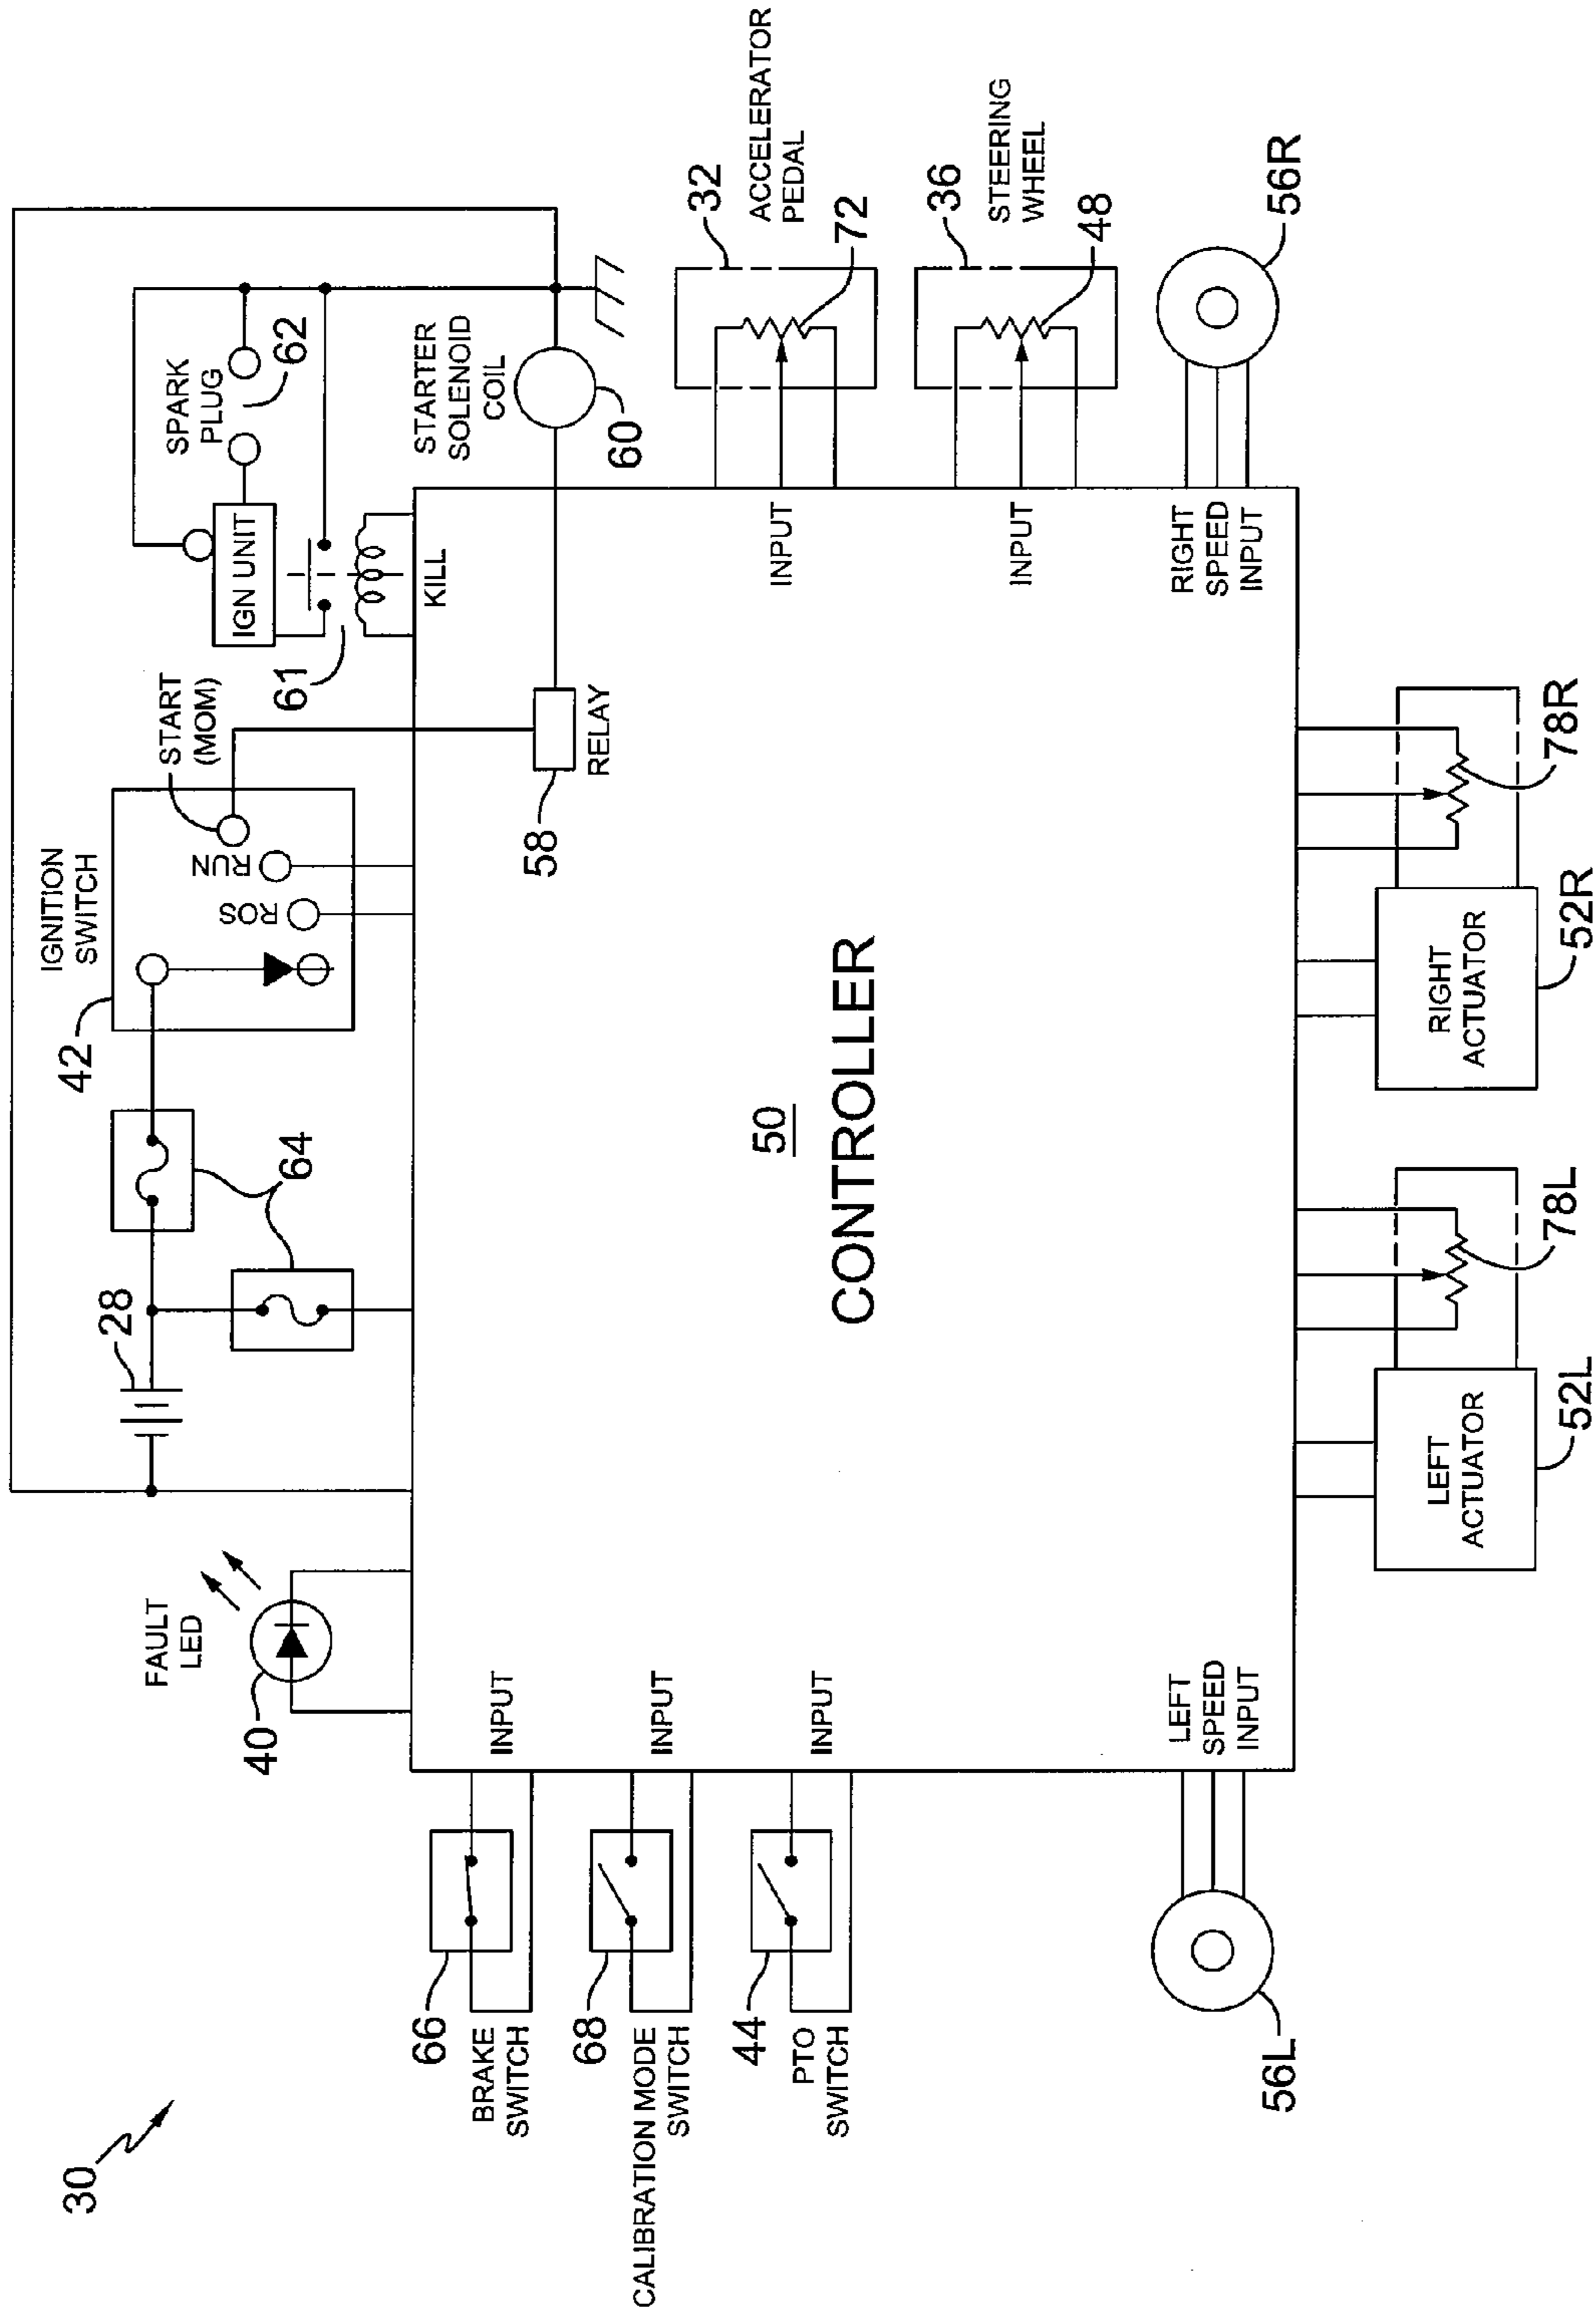 30
FAULT
LED
40
28
64
42
IGNITION
SWITCH
ROS
RUN
START
(MOM)
61
IGN UNIT
SPARK
PLUG
62
KILL
STARTER
SOLENOID
COIL
60
58
RELAY
66
BRAKE
SWITCH
INPUT
68
CALIBRATION MODE
SWITCH
INPUT
44
PTO
SWITCH
INPUT
50
CONTROLLER
INPUT
32
ACCELERATOR
PEDAL
72
INPUT
36
STEERING
WHEEL
48
56L
LEFT
SPEED
INPUT
RIGHT
SPEED
INPUT
56R
LEFT
ACTUATOR
52L
78L
RIGHT
ACTUATOR
52R
78R